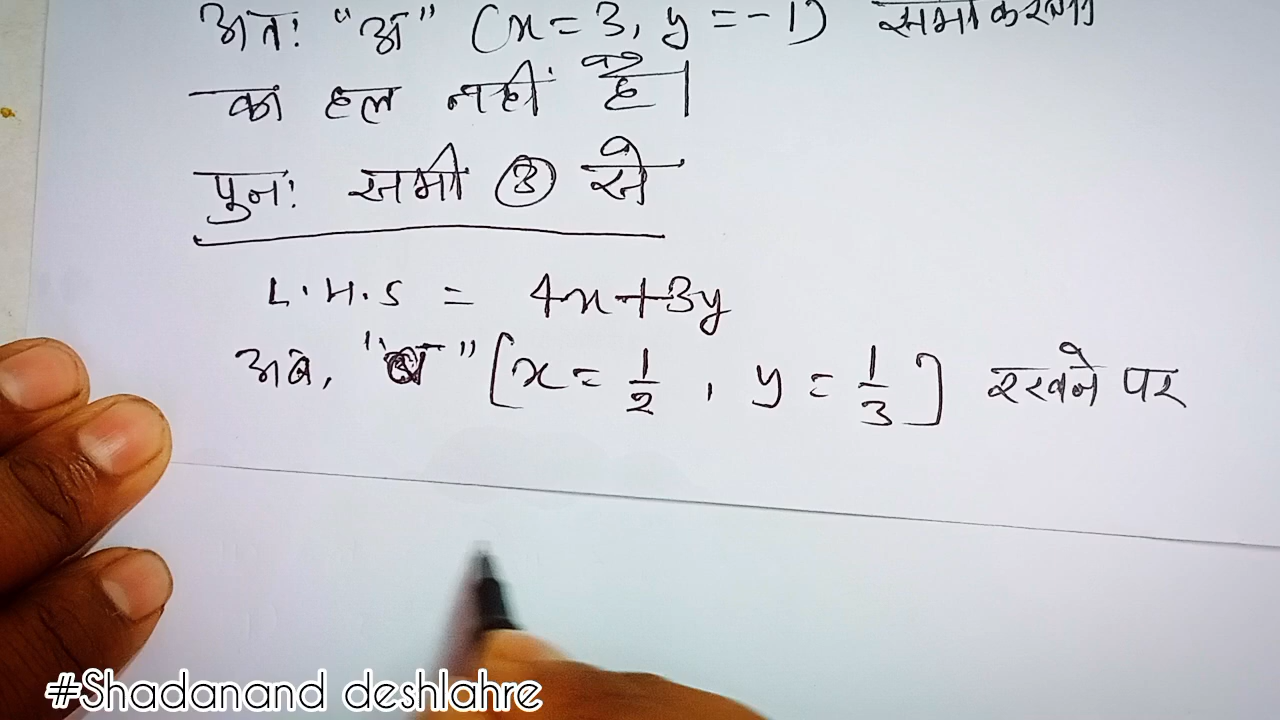 अतः "अ" (x = 3, y = -1) समीकरण
का हल नहीं है।
पुनः समी ③ से
L.H.S = 4x+3y
अब, "ब" [x = 1/2, y = 1/3] रखने पर
#Shadanand deshlahre